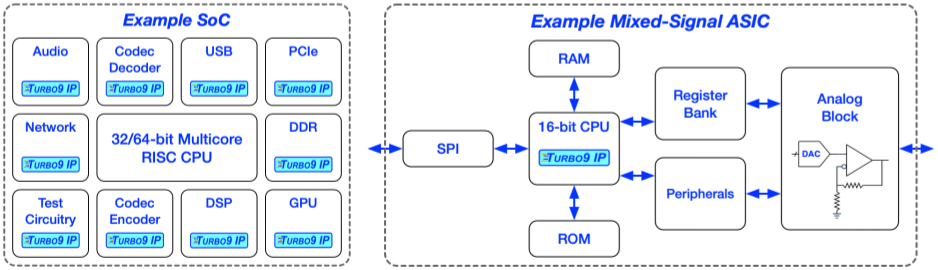 Example SoC
Audio
TURBO9 IP
Codec
Decoder
TURBO9 IP
USB
TURBO9 IP
PCIe
TURBO9 IP
Network
TURBO9 IP
32/64-bit Multicore
RISC CPU
DDR
TURBO9 IP
Test
Circuitry
TURBO9 IP
Codec
Encoder
TURBO9 IP
DSP
TURBO9 IP
GPU
TURBO9 IP
Example Mixed-Signal ASIC
RAM
SPI
16-bit CPU
TURBO9 IP
ROM
Register
Bank
Peripherals
Analog
Block
DAC